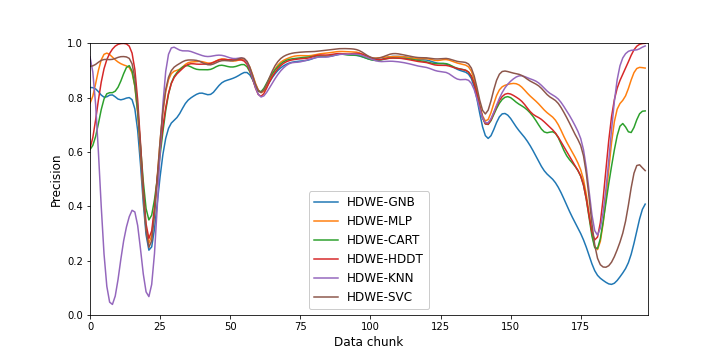 1.0
0.8
0.6
0.4
0.2
0.0
Precision
HDWE-GNB
HDWE-MLP
HDWE-CART
HDWE-HDDT
HDWE-KNN
HDWE-SVC
0 25 50 75 100 125 150 175
Data chunk